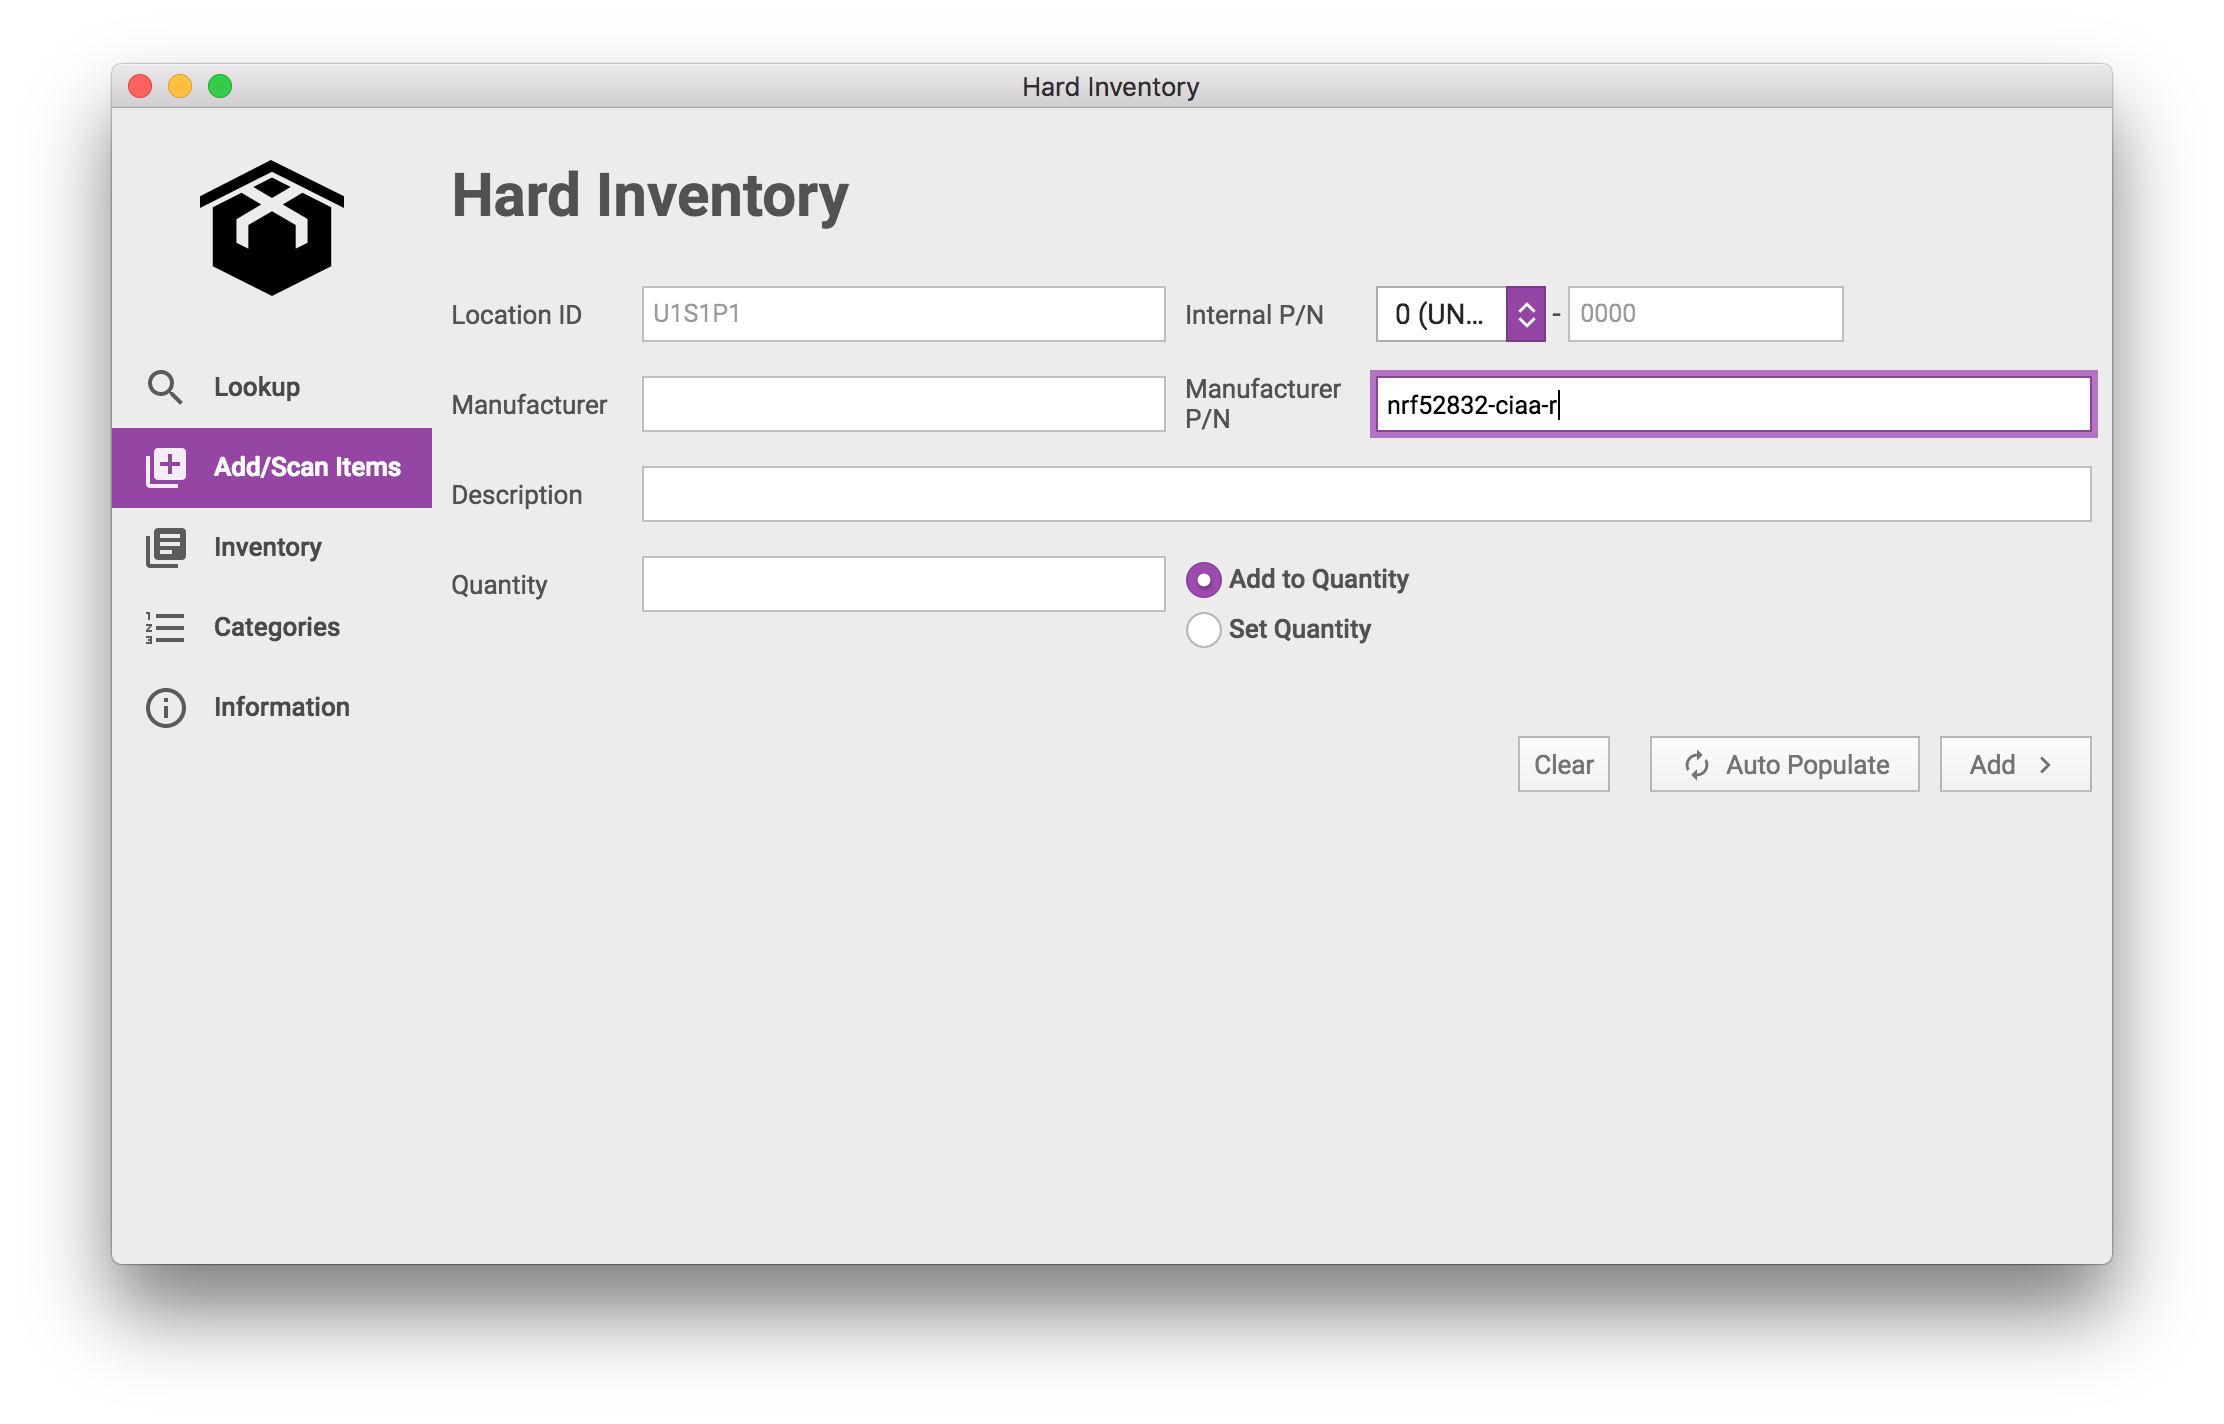 Hard Inventory
Hard Inventory
Location ID U1S1P1 Internal P/N 0 (UN... - 0000
Lookup
Manufacturer Manufacturer P/N nrf52832-ciaa-r
Add/Scan Items
Description
Inventory
Quantity Add to Quantity
Categories Set Quantity
Information
Clear Auto Populate Add